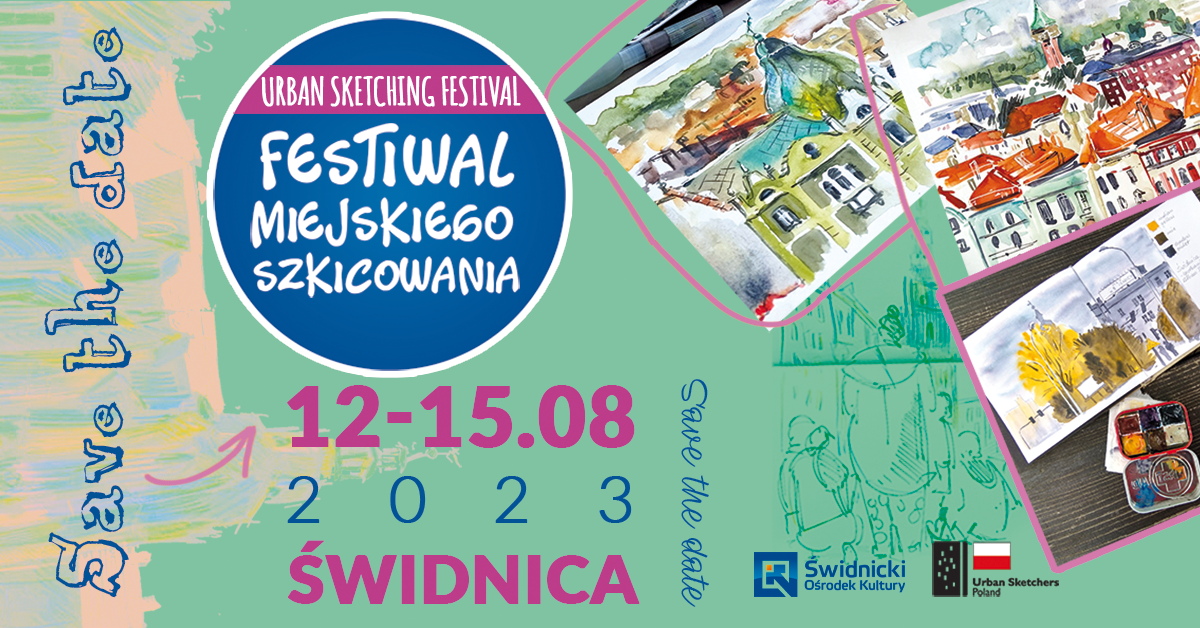 Save the date
URBAN SKETCHING FESTIVAL
FESTIWAL
MIEJSKIEGO
SZKICOWANIA
12-15.08
2023
ŚWIDNICA
Save the date
Świdnicki
Ośrodek Kultury
Urban Sketchers
Poland